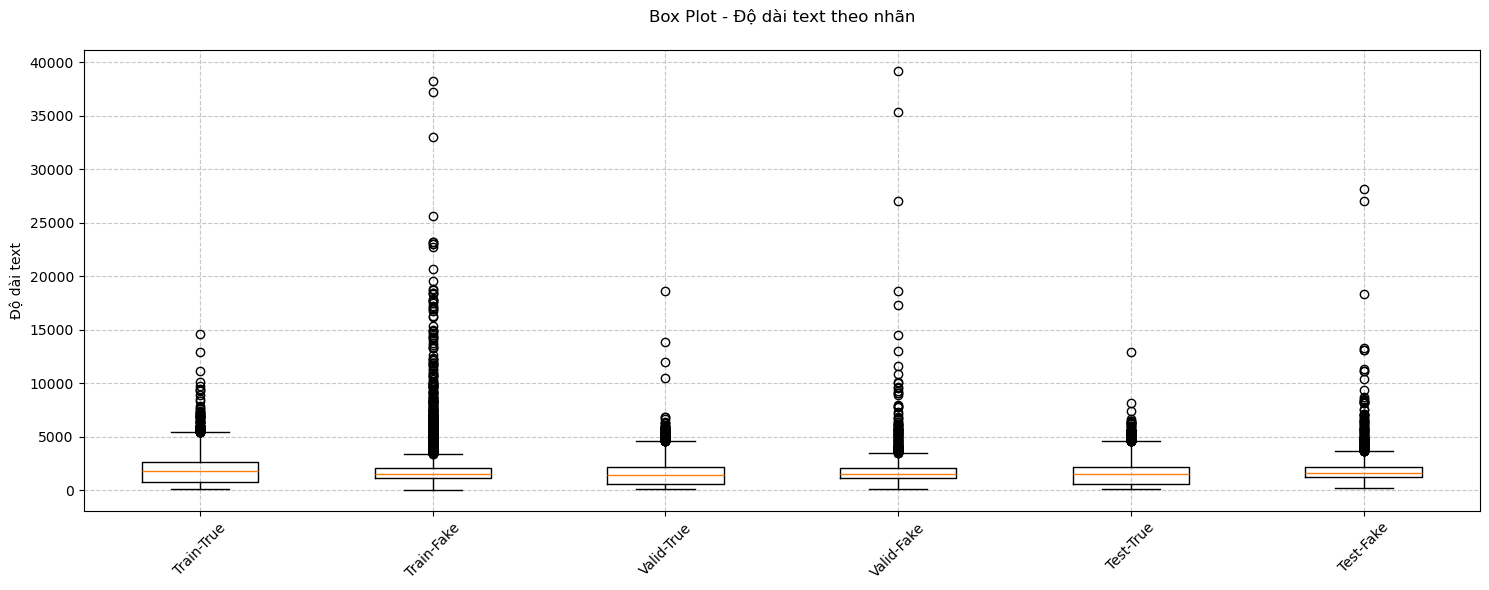 Box Plot - Độ dài text theo nhãn
Độ dài text
40000
35000
30000
25000
20000
15000
10000
5000
0
Train-True
Train-Fake
Valid-True
Valid-Fake
Test-True
Test-Fake